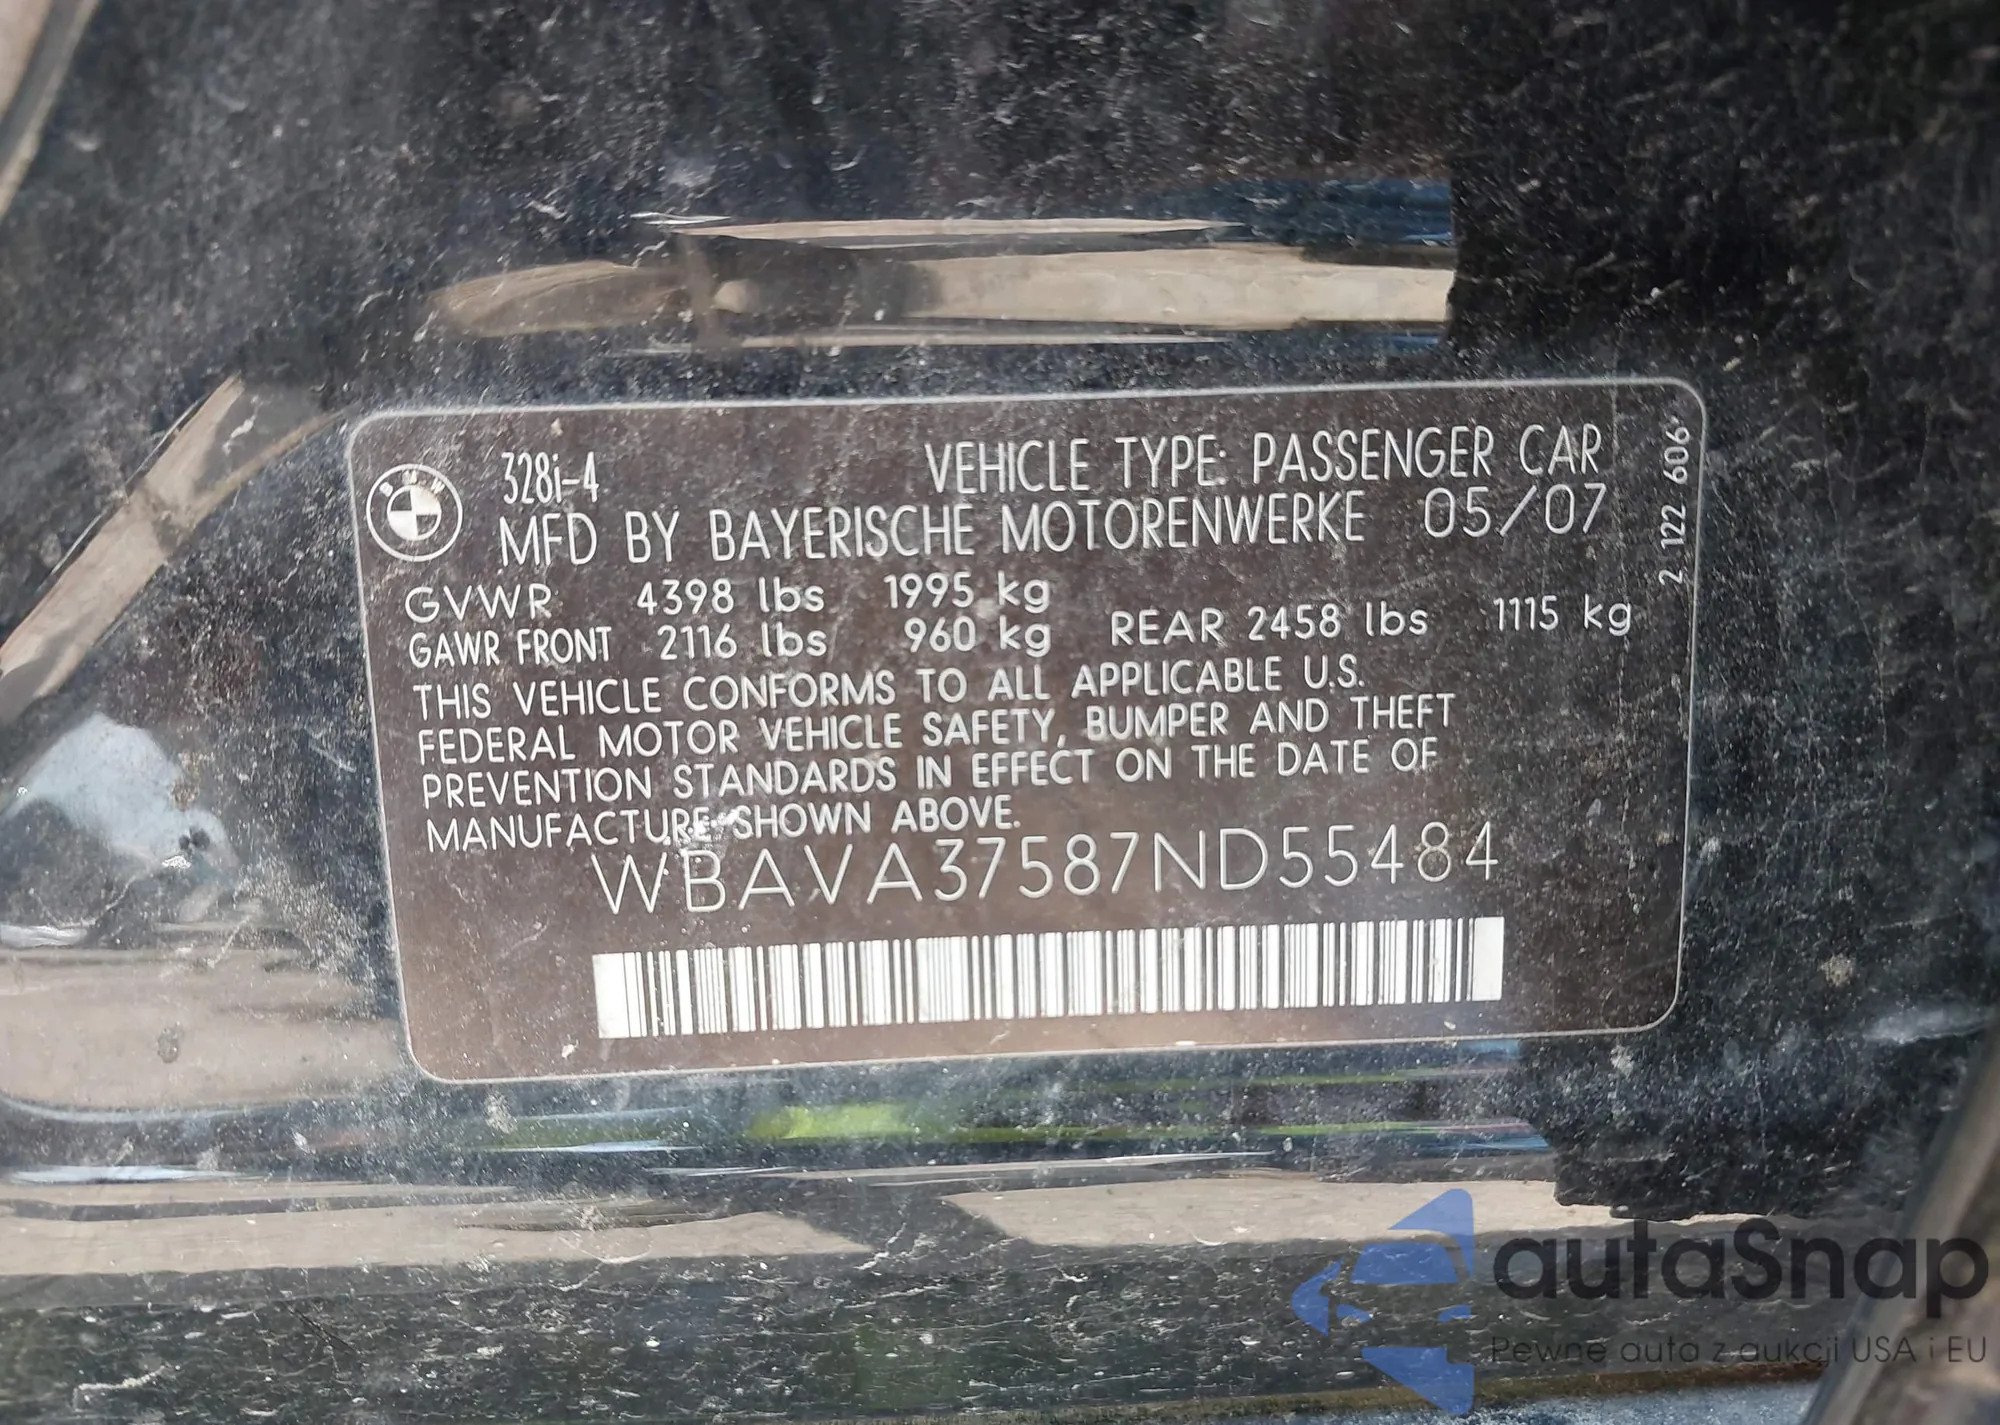 BMW
328i-4 VEHICLE TYPE: PASSENGER CAR
MFD BY BAYERISCHE MOTORENWERKE 05/07
GVWR 4398 lbs 1995 kg
GAWR FRONT 2116 lbs 960 kg REAR 2458 lbs 1115 kg
THIS VEHICLE CONFORMS TO ALL APPLICABLE U.S.
FEDERAL MOTOR VEHICLE SAFETY, BUMPER AND THEFT
PREVENTION STANDARDS IN EFFECT ON THE DATE OF
MANUFACTURE SHOWN ABOVE.
WBAVA37587ND55484
2 122 606
autaSnap
Pewne auta z aukcji USA i EU